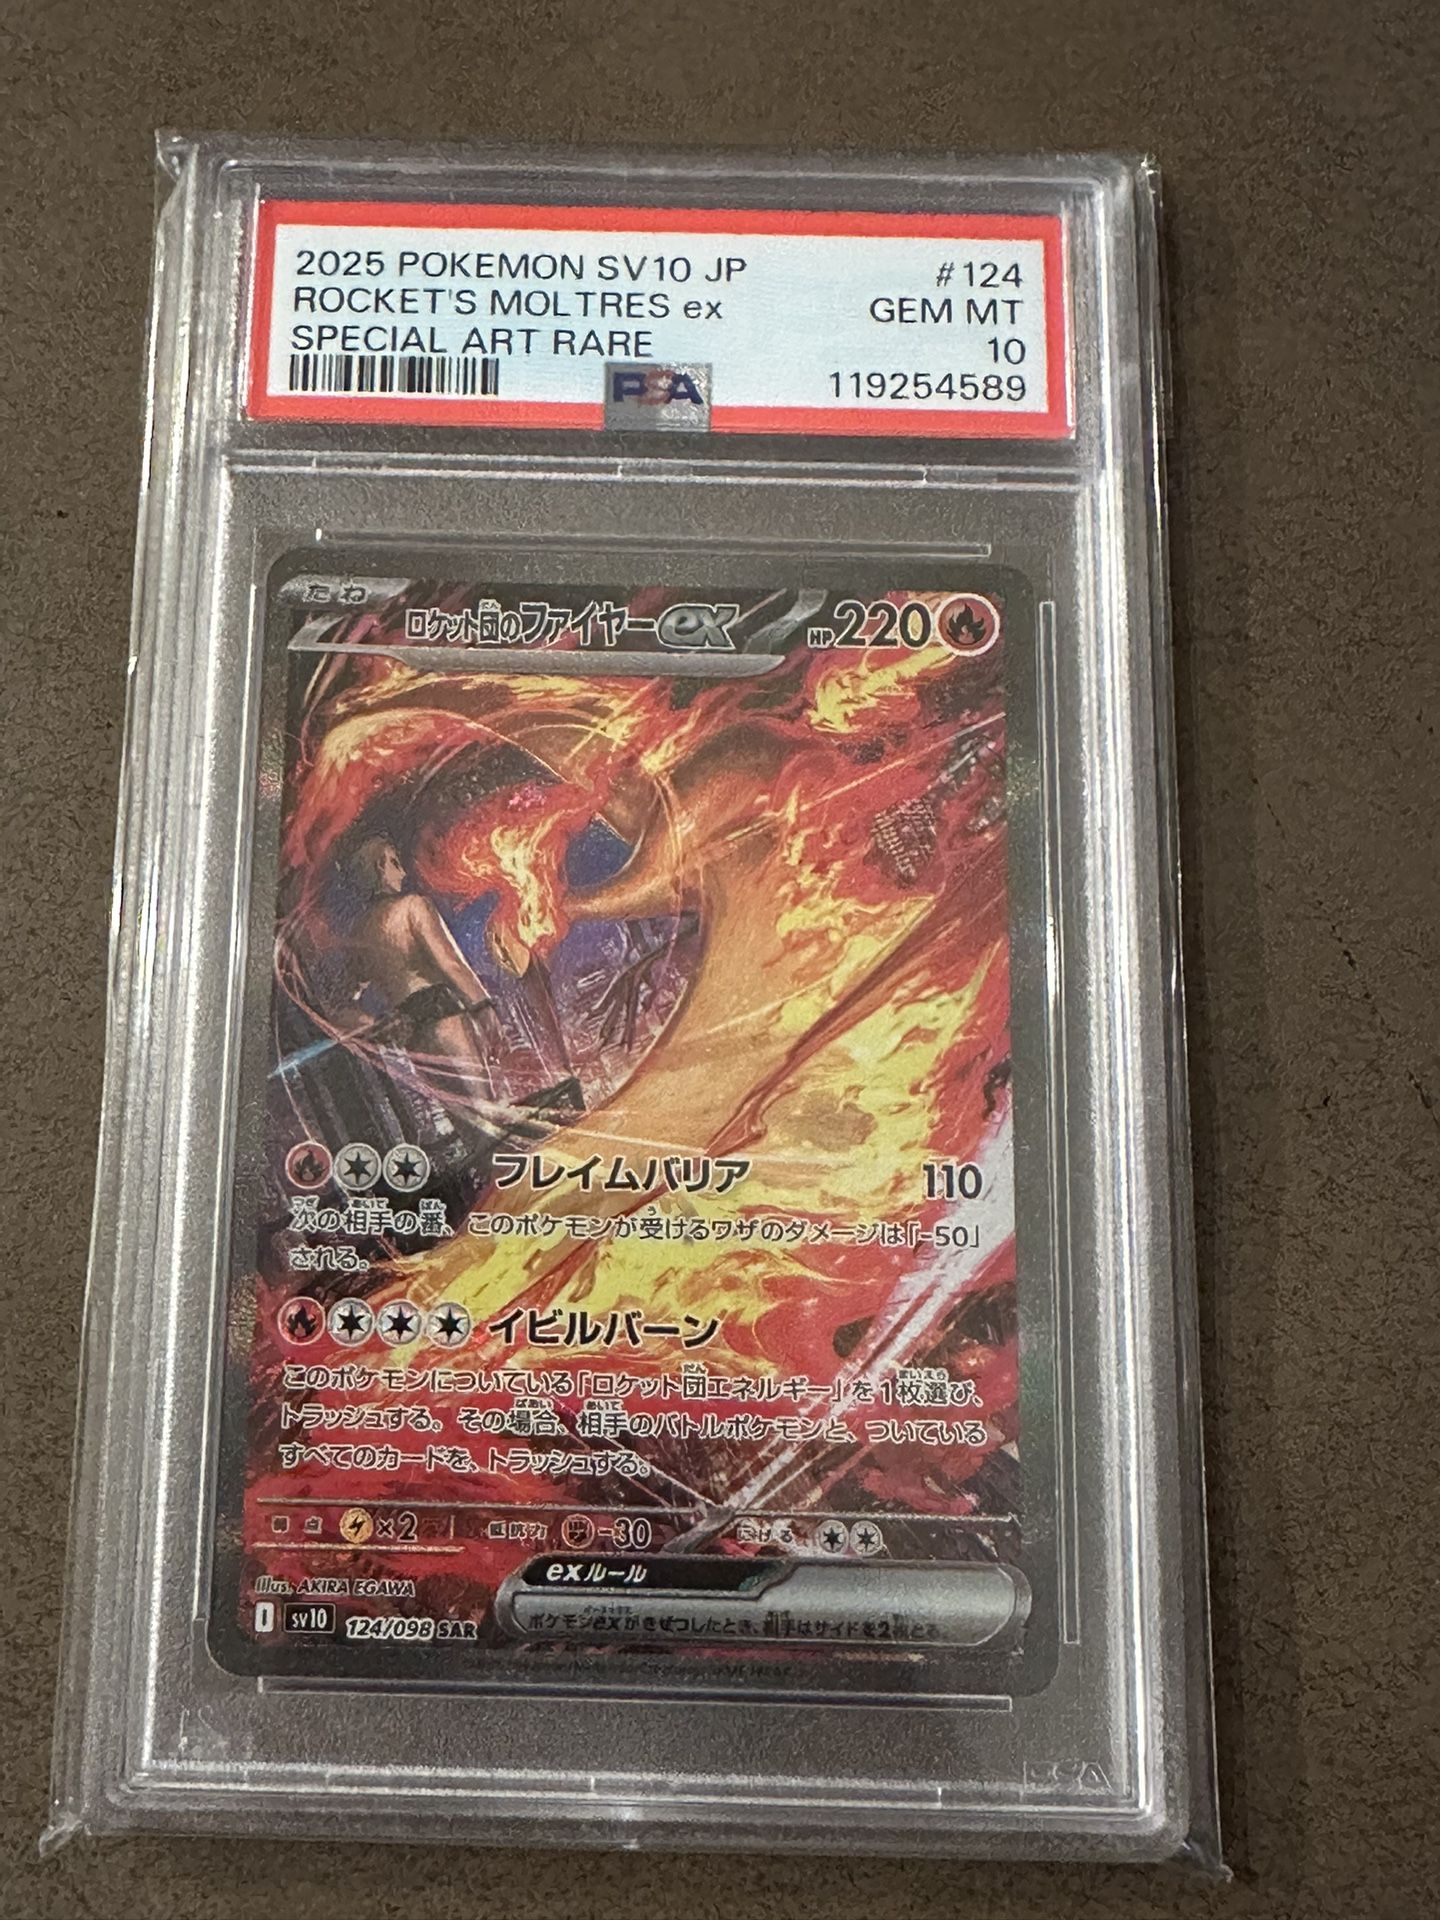 2025 POKEMON SV10 JP #124
ROCKET'S MOLTRES ex GEM MT
SPECIAL ART RARE 10
PSA 119254589
たね ロケット団のファイヤーex HP220
フレイムバリア 110
次の相手の番、このポケモンが受けるワザのダメージは「-50」
される。
イビルバーン
このポケモンについている「ロケット団エネルギー」を1枚選び、
トラッシュする。その場合、相手のバトルポケモンと、ついている
すべてのカードを、トラッシュする。
弱点 ×2 抵抗力 -30 にげる
exルール
Illus. AKIRA EGAWA
ポケモンexがきぜつしたとき、相手はサイドを2枚とる。
I sv10 124/098 SAR
PSA